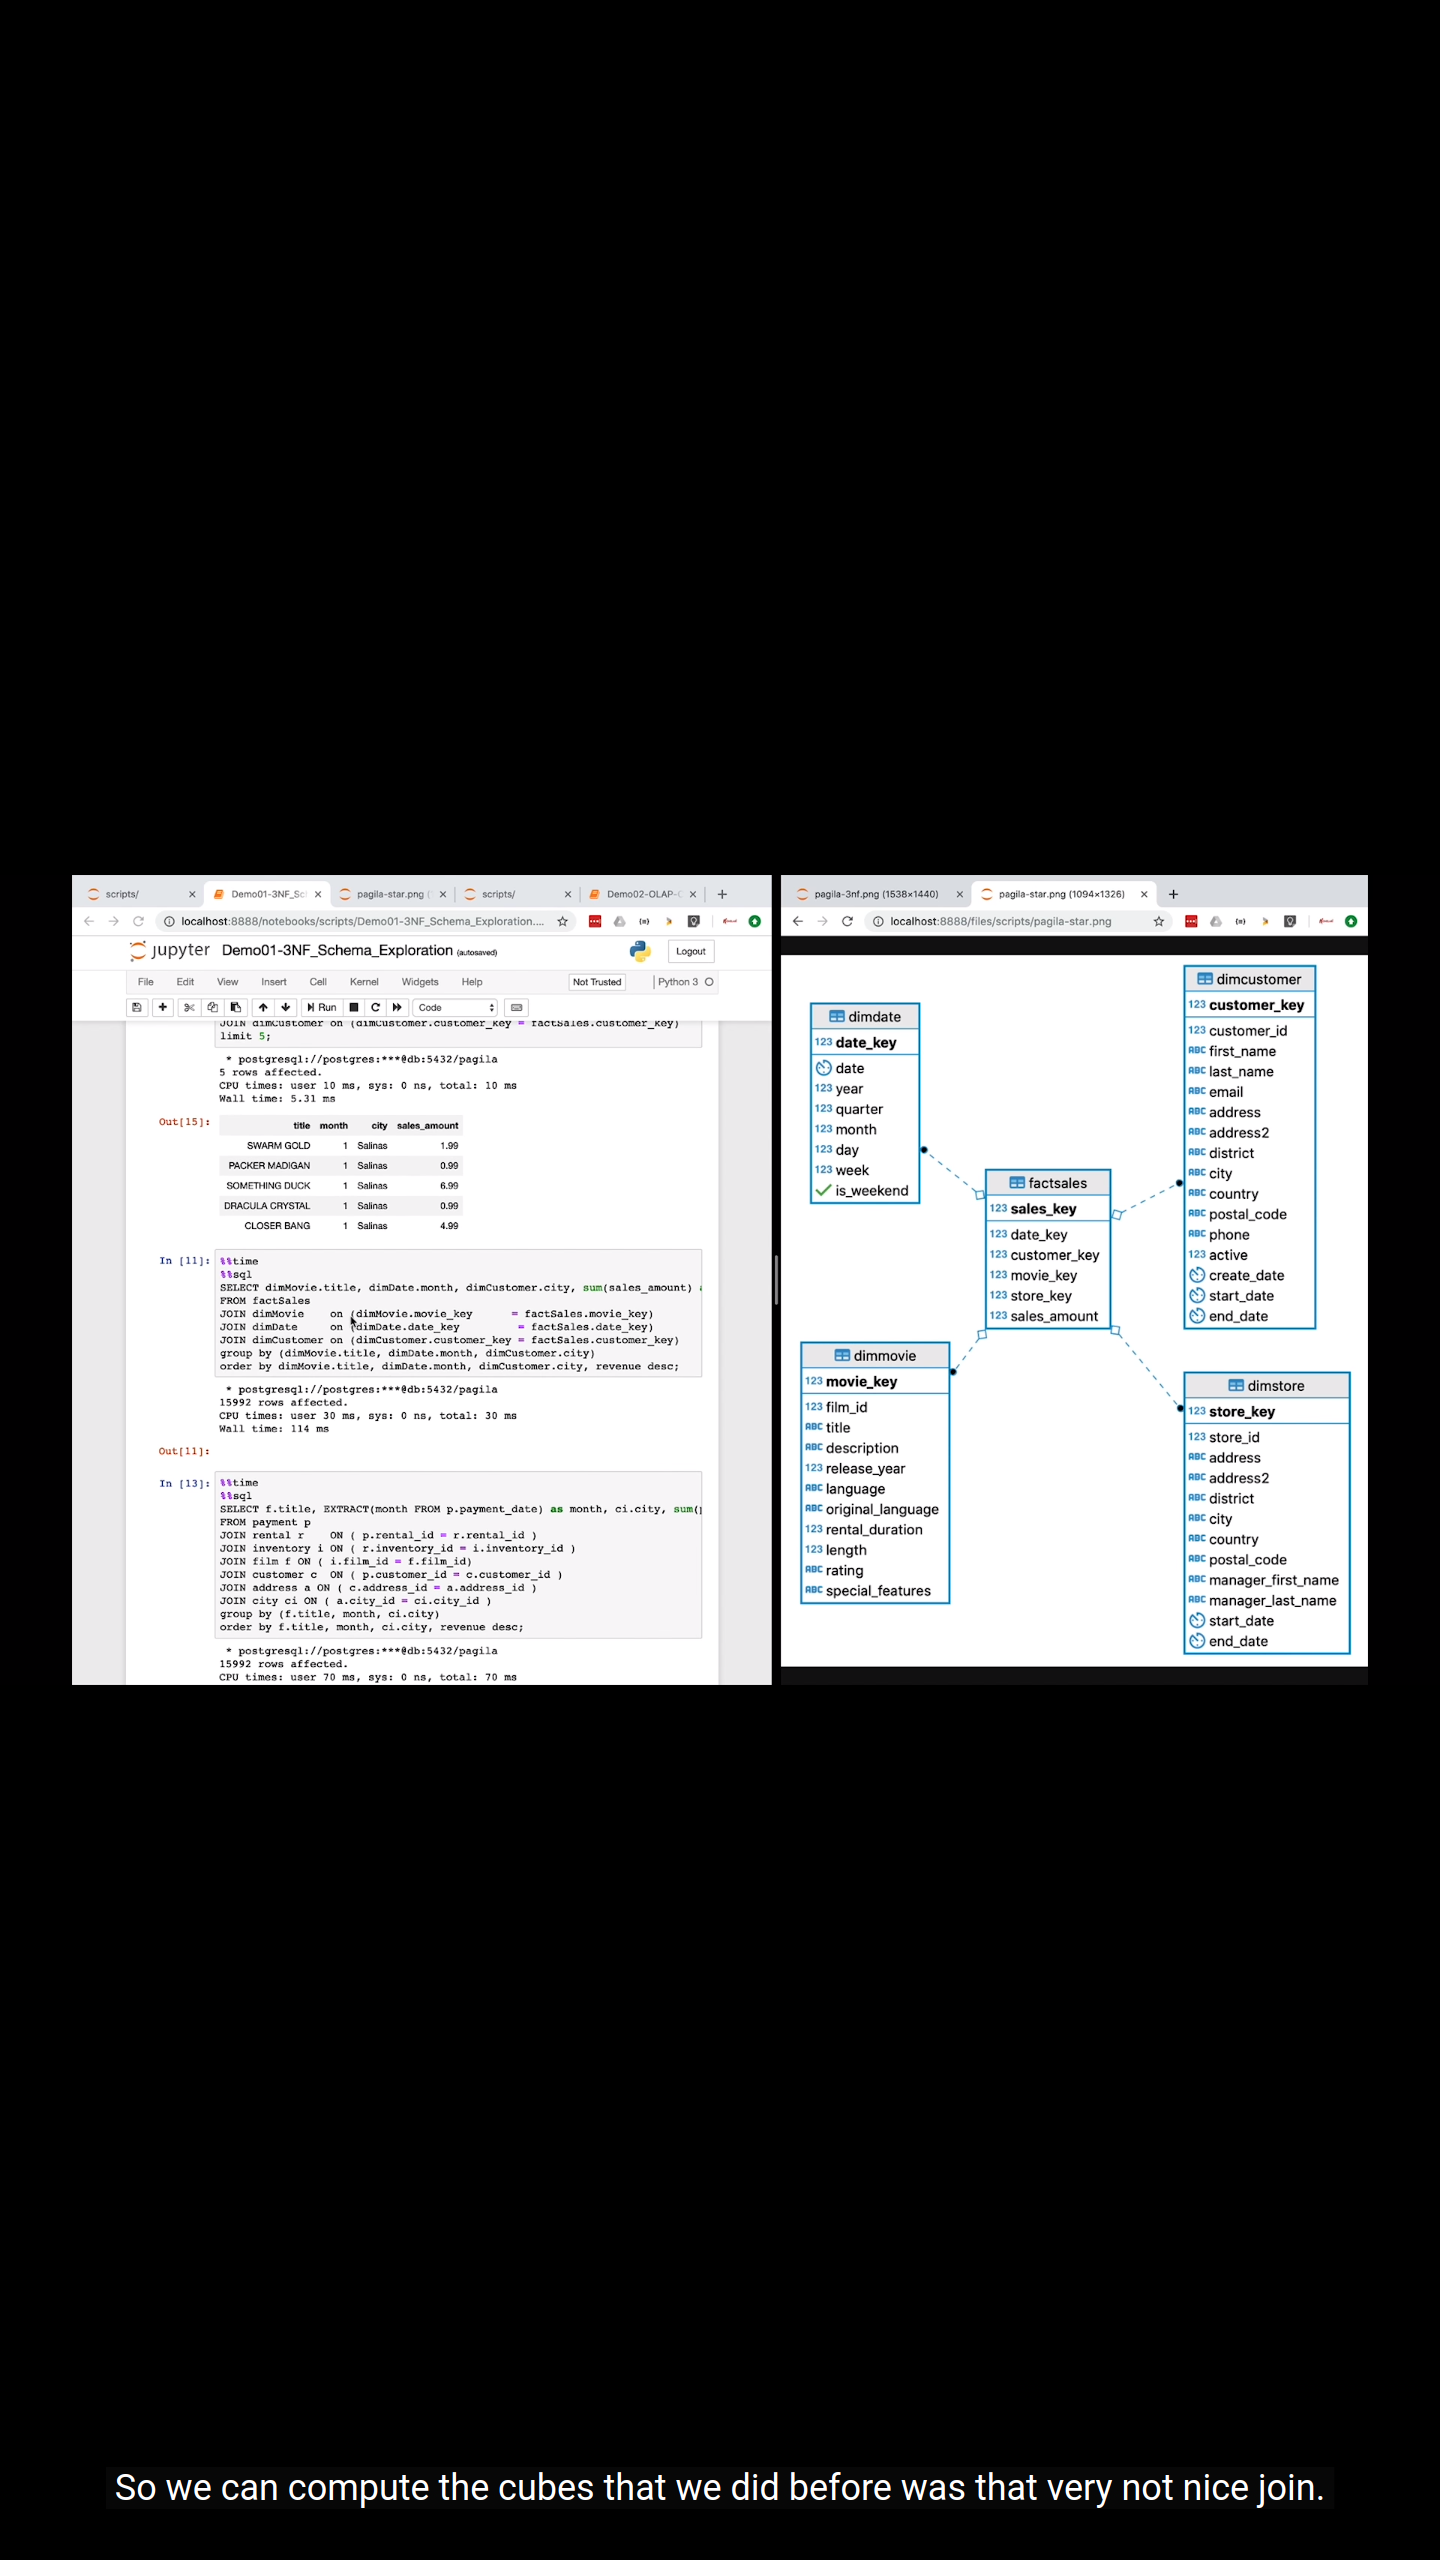 scripts/
Demo01-3NF_Sc
pagila-star.png (
scripts/
Demo02-OLAP-C
localhost:8888/notebooks/scripts/Demo01-3NF_Schema_Exploration....
jupyter Demo01-3NF_Schema_Exploration (autosaved)
Logout
File Edit View Insert Cell Kernel Widgets Help
Not Trusted
Python 3
Run
Code
JOIN dimCustomer on (dimCustomer.customer_key = factSales.customer_key)
limit 5;
* postgresql://postgres:***@db:5432/pagila
5 rows affected.
CPU times: user 10 ms, sys: 0 ns, total: 10 ms
Wall time: 5.31 ms
Out[15]:
title month city sales_amount
SWARM GOLD 1 Salinas 1.99
PACKER MADIGAN 1 Salinas 0.99
SOMETHING DUCK 1 Salinas 6.99
DRACULA CRYSTAL 1 Salinas 0.99
CLOSER BANG 1 Salinas 4.99
In [11]: %%time
%%sql
SELECT dimMovie.title, dimDate.month, dimCustomer.city, sum(sales_amount) a
FROM factSales
JOIN dimMovie on (dimMovie.movie_key = factSales.movie_key)
JOIN dimDate on (dimDate.date_key = factSales.date_key)
JOIN dimCustomer on (dimCustomer.customer_key = factSales.customer_key)
group by (dimMovie.title, dimDate.month, dimCustomer.city)
order by dimMovie.title, dimDate.month, dimCustomer.city, revenue desc;
* postgresql://postgres:***@db:5432/pagila
15992 rows affected.
CPU times: user 30 ms, sys: 0 ns, total: 30 ms
Wall time: 114 ms
Out[11]:
In [13]: %%time
%%sql
SELECT f.title, EXTRACT(month FROM p.payment_date) as month, ci.city, sum(p
FROM payment p
JOIN rental r ON ( p.rental_id = r.rental_id )
JOIN inventory i ON ( r.inventory_id = i.inventory_id )
JOIN film f ON ( i.film_id = f.film_id)
JOIN customer c ON ( p.customer_id = c.customer_id )
JOIN address a ON ( c.address_id = a.address_id )
JOIN city ci ON ( a.city_id = ci.city_id )
group by (f.title, month, ci.city)
order by f.title, month, ci.city, revenue desc;
* postgresql://postgres:***@db:5432/pagila
15992 rows affected.
CPU times: user 70 ms, sys: 0 ns, total: 70 ms
pagila-3nf.png (1538×1440)
pagila-star.png (1094×1326)
localhost:8888/files/scripts/pagila-star.png
dimdate
123 date_key
date
123 year
123 quarter
123 month
123 day
123 week
is_weekend
dimcustomer
123 customer_key
123 customer_id
ABC first_name
ABC last_name
ABC email
ABC address
ABC address2
ABC district
ABC city
ABC country
ABC postal_code
ABC phone
123 active
create_date
start_date
end_date
factsales
123 sales_key
123 date_key
123 customer_key
123 movie_key
123 store_key
123 sales_amount
dimmovie
123 movie_key
123 film_id
ABC title
ABC description
123 release_year
ABC language
ABC original_language
123 rental_duration
123 length
ABC rating
ABC special_features
dimstore
123 store_key
123 store_id
ABC address
ABC address2
ABC district
ABC city
ABC country
ABC postal_code
ABC manager_first_name
ABC manager_last_name
start_date
end_date
So we can compute the cubes that we did before was that very not nice join.